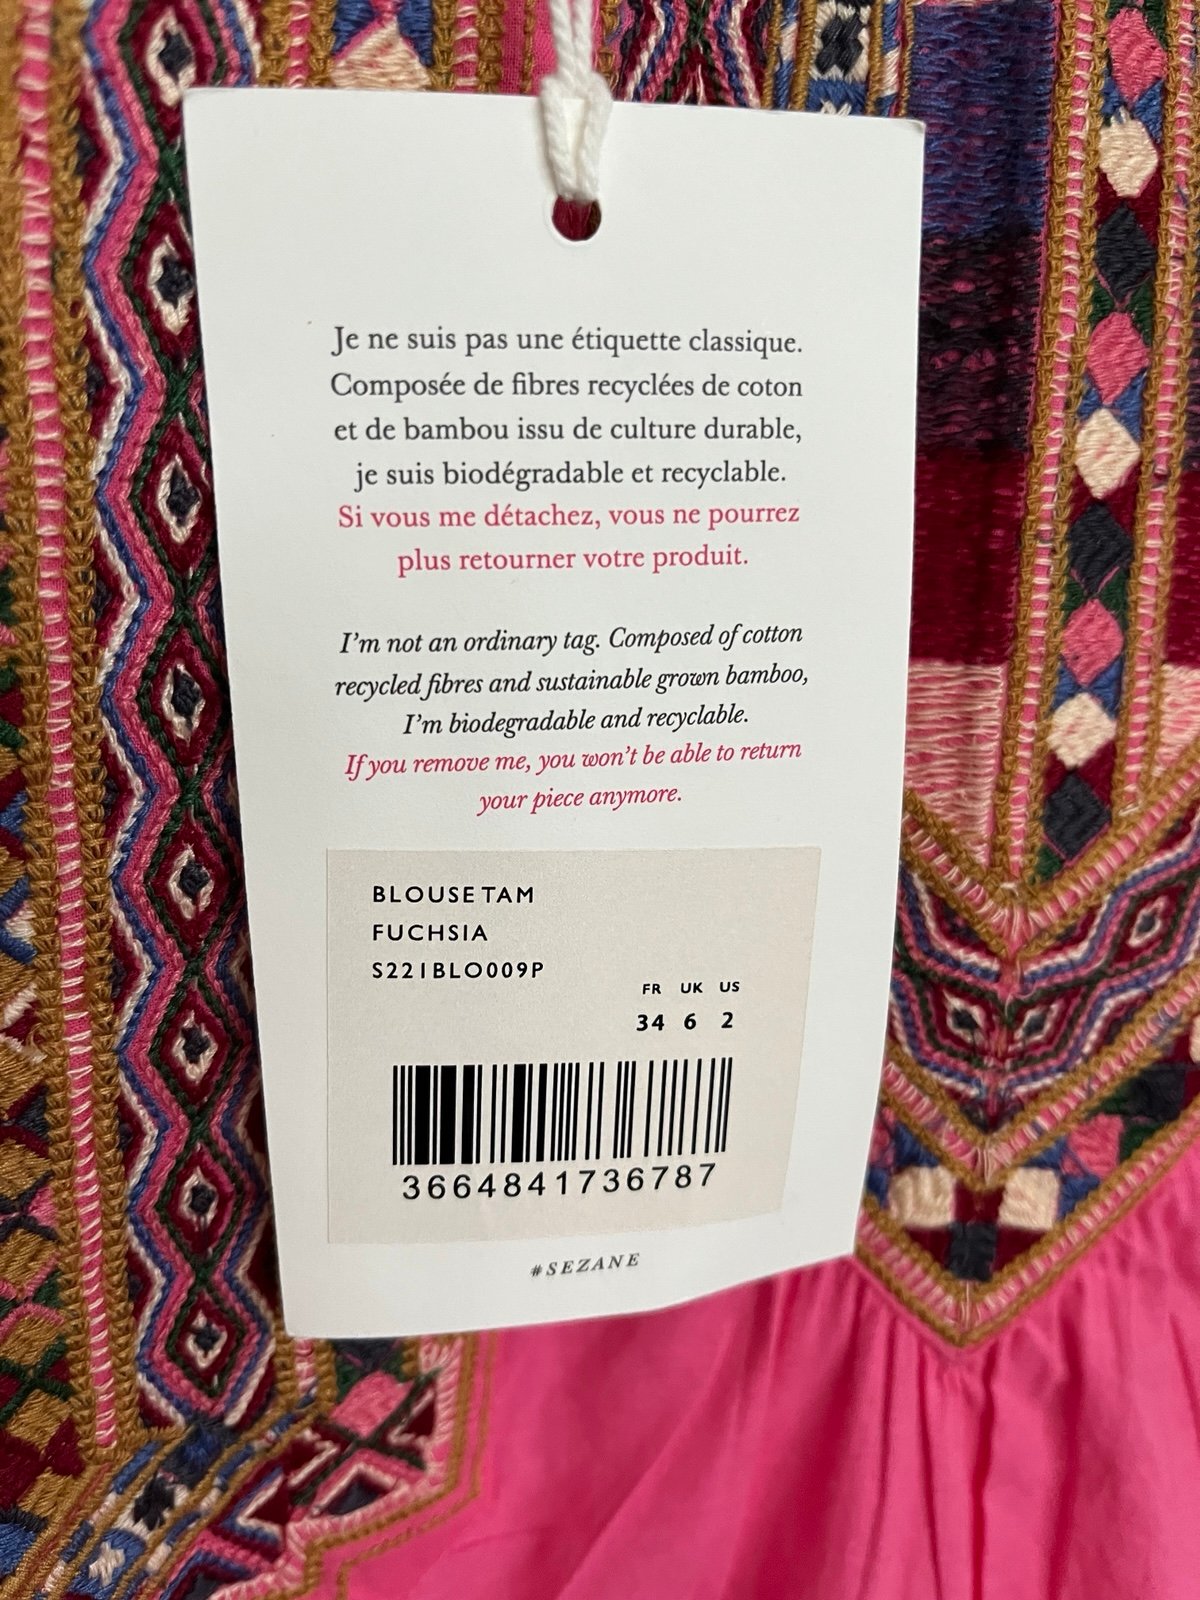 Je ne suis pas une étiquette classique.
Composée de fibres recyclées de coton
et de bambou issu de culture durable,
je suis biodégradable et recyclable.
Si vous me détachez, vous ne pourrez
plus retourner votre produit.
I'm not an ordinary tag. Composed of cotton
recycled fibres and sustainable grown bamboo,
I'm biodegradable and recyclable.
If you remove me, you won't be able to return
your piece anymore.
BLOUSE TAM
FUCHSIA
S221BLO009P
FR UK US
34 6 2
3664841736787
#SEZANE